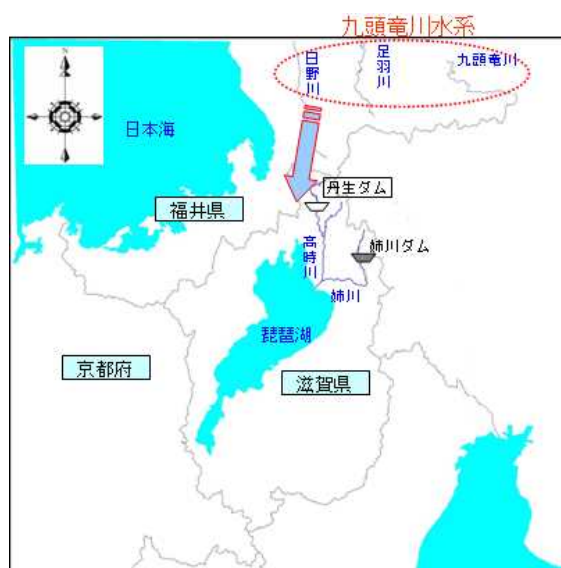 九頭竜川水系
日野川
足羽川
九頭竜川
N
日本海
丹生ダム
福井県
高時川
姉川ダム
姉川
琵琶湖
京都府
滋賀県